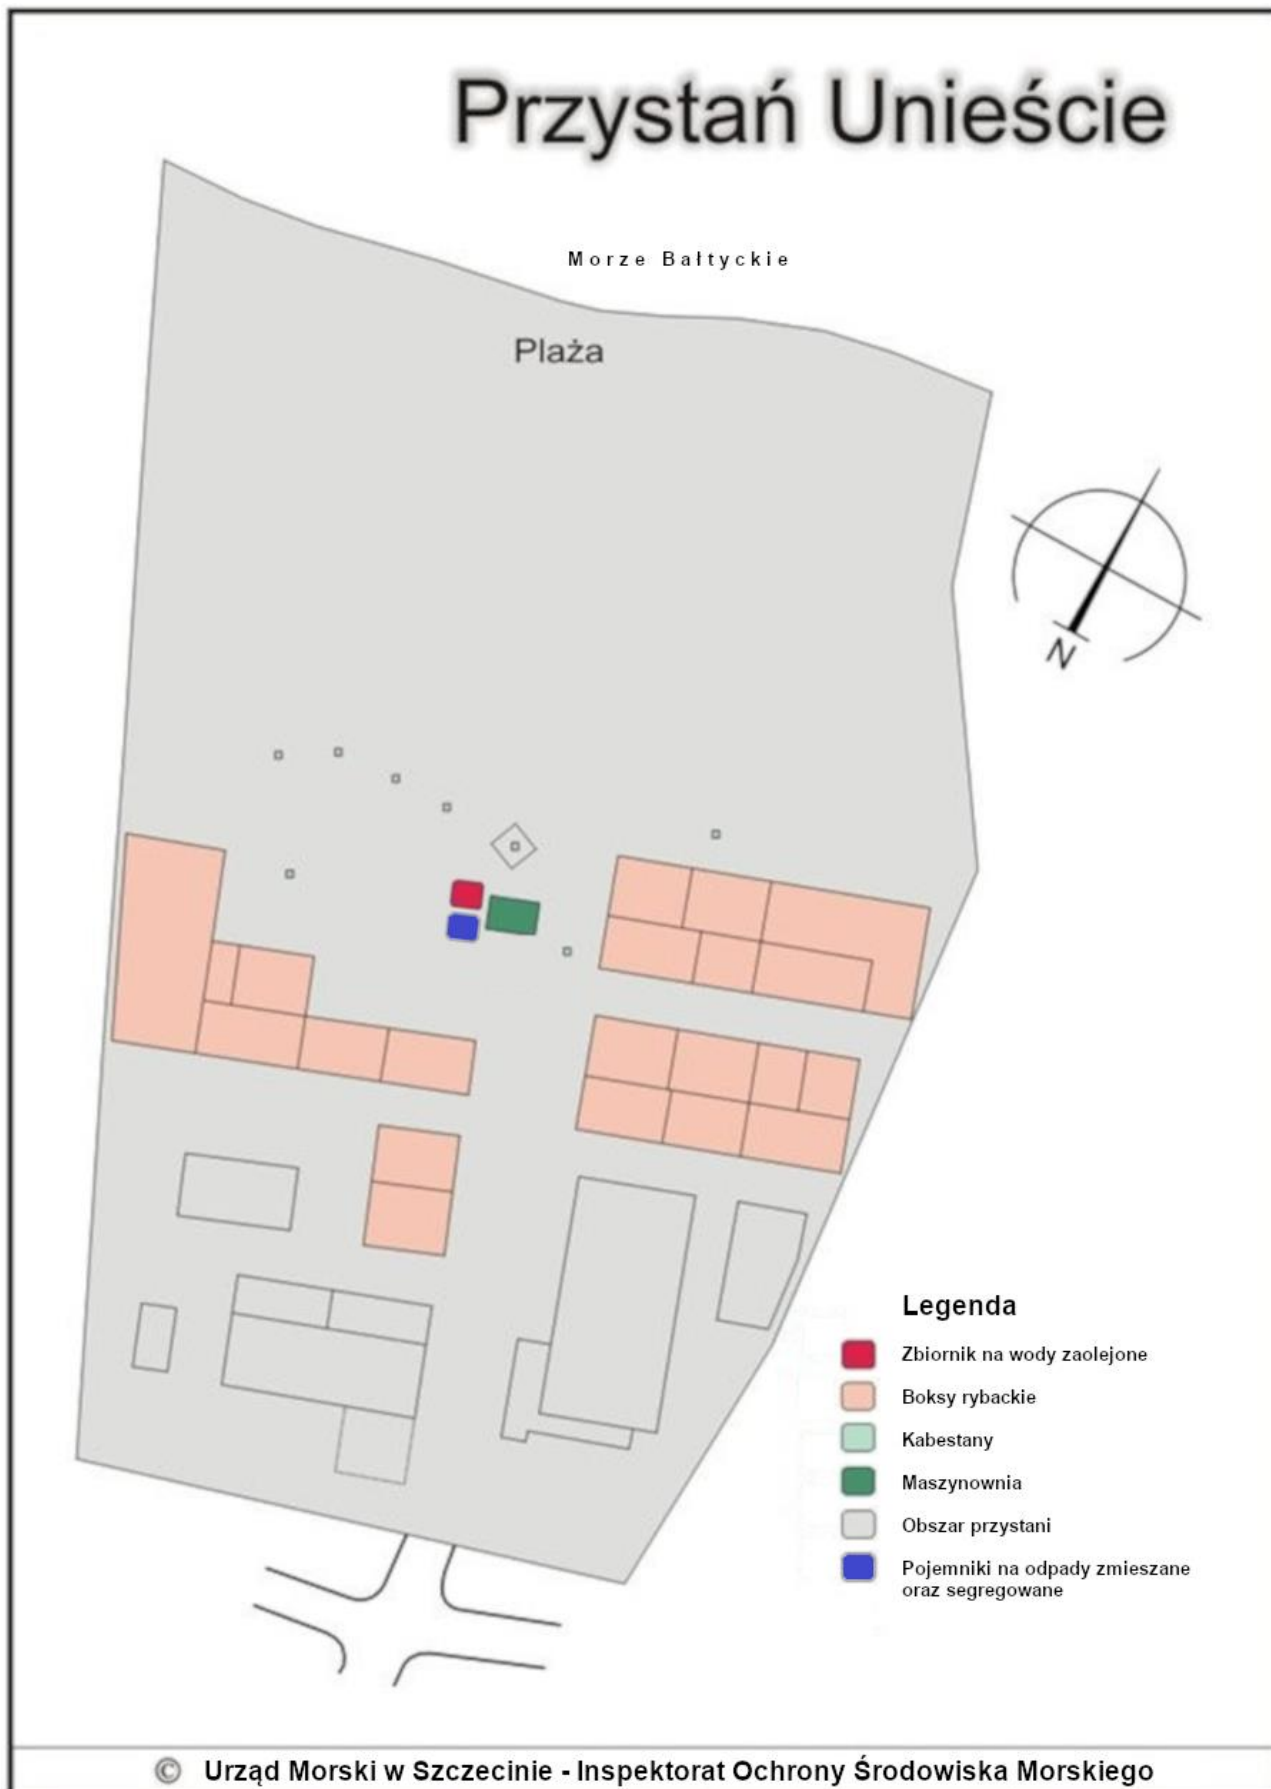 Przystań Unieście
Morze Bałtyckie
Plaża
N
Legenda
Zbiornik na wody zaolejone
Boksy rybackie
Kabestany
Maszynownia
Obszar przystani
Pojemniki na odpady zmieszane
oraz segregowane
© Urząd Morski w Szczecinie - Inspektorat Ochrony Środowiska Morskiego